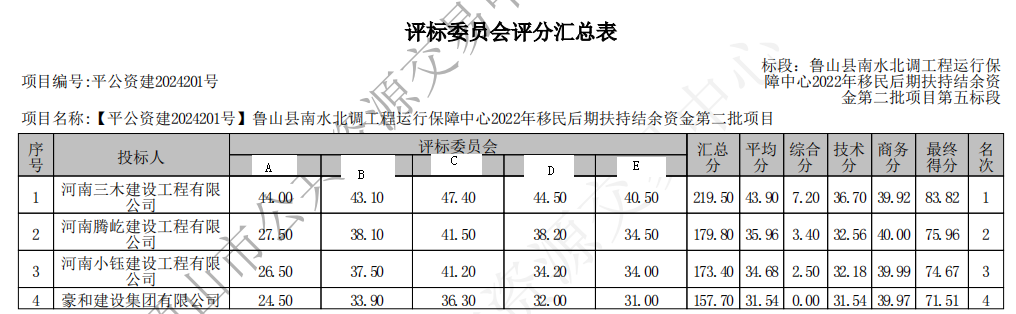 评标委员会评分汇总表
项目编号:平公资建2024201号
标段：鲁山县南水北调工程运行保
障中心2022年移民后期扶持结余资
金第二批项目第五标段
项目名称:【平公资建2024201号】鲁山县南水北调工程运行保障中心2022年移民后期扶持结余资金第二批项目
序号 投标人 评标委员会 汇总分 平均分 综合分 技术分 商务分 最终得分 名次
A B C D E
1 河南三木建设工程有限公司 44.00 43.10 47.40 44.50 40.50 219.50 43.90 7.20 36.70 39.92 83.82 1
2 河南腾屹建设工程有限公司 27.50 38.10 41.50 38.20 34.50 179.80 35.96 3.40 32.56 40.00 75.96 2
3 河南小钰建设工程有限公司 26.50 37.50 41.20 34.20 34.00 173.40 34.68 2.50 32.18 39.99 74.67 3
4 豪和建设集团有限公司 24.50 33.90 36.30 32.00 31.00 157.70 31.54 0.00 31.54 39.97 71.51 4